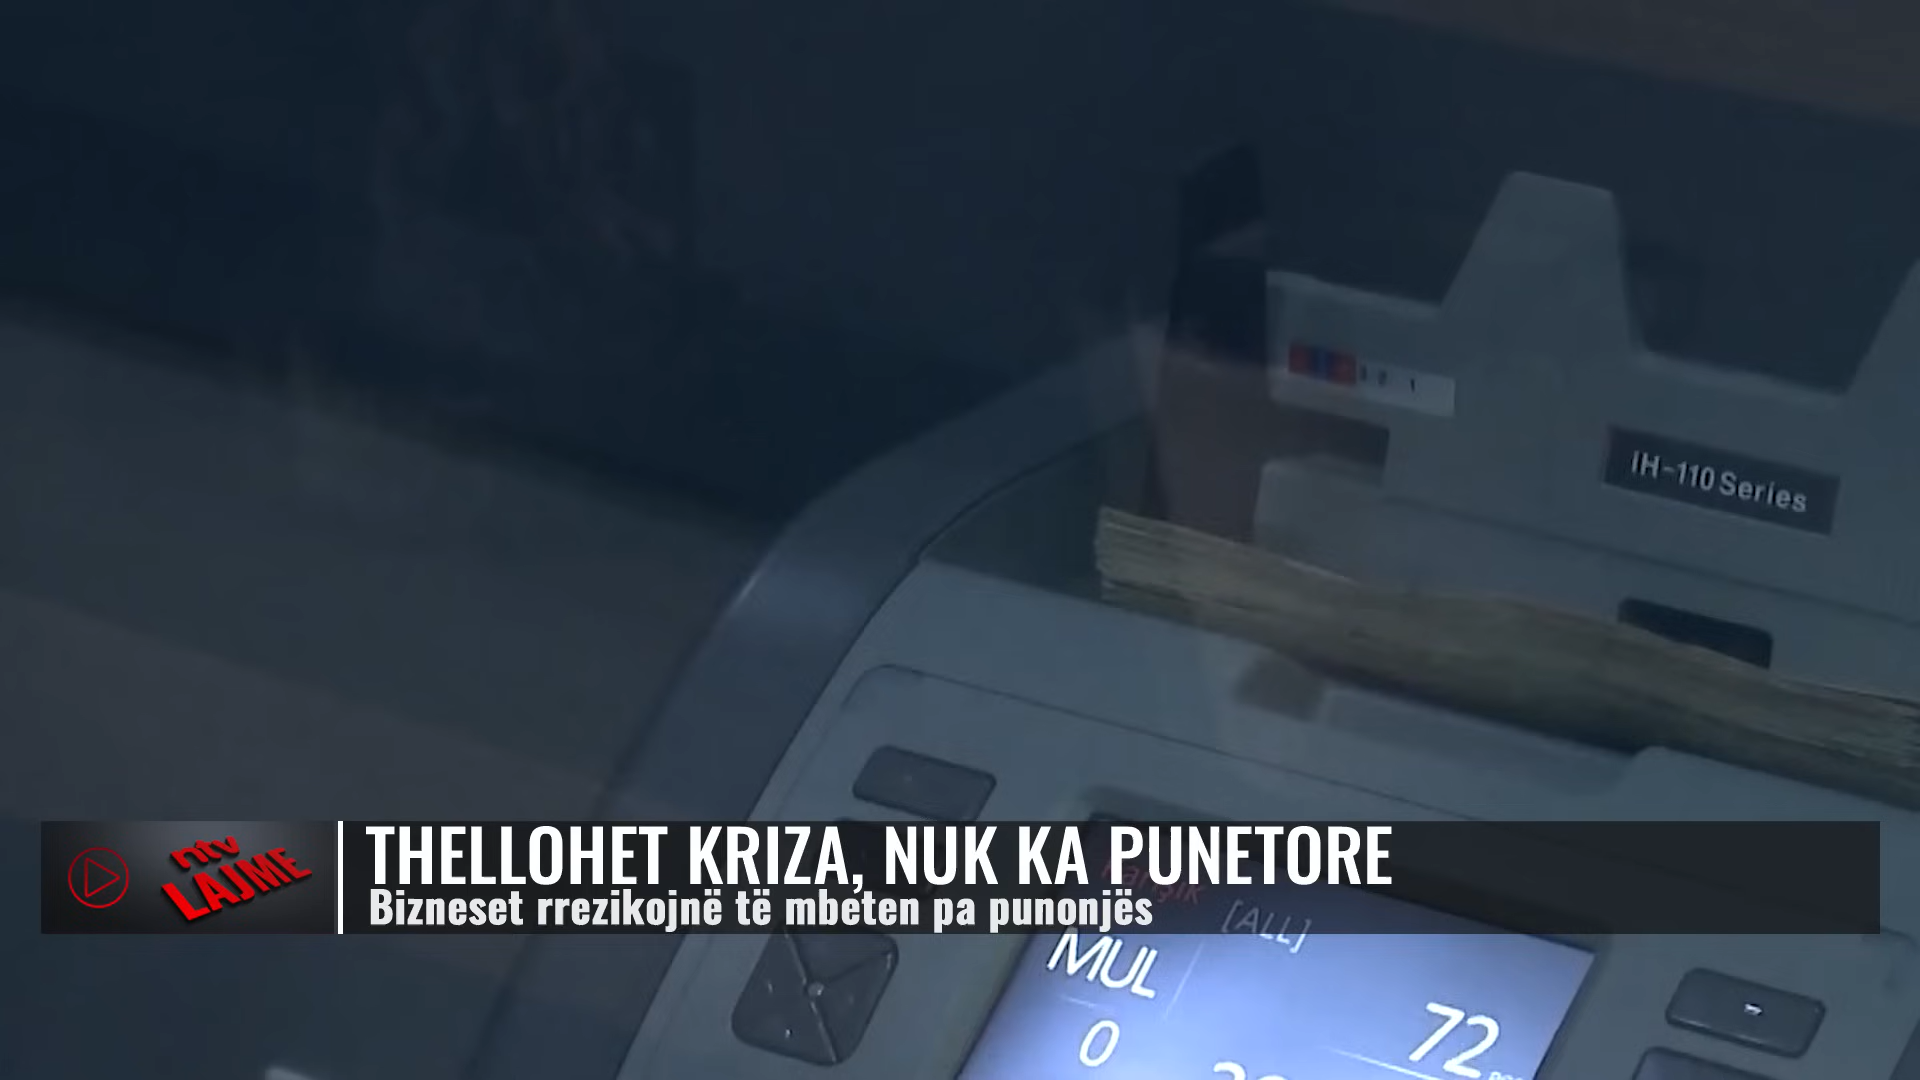 IH-110 Series
ntv
LAJME
THELLOHET KRIZA, NUK KA PUNETORE
Bizneset rrezikojnë të mbeten pa punonjës
[ALL]
MUL
72
0